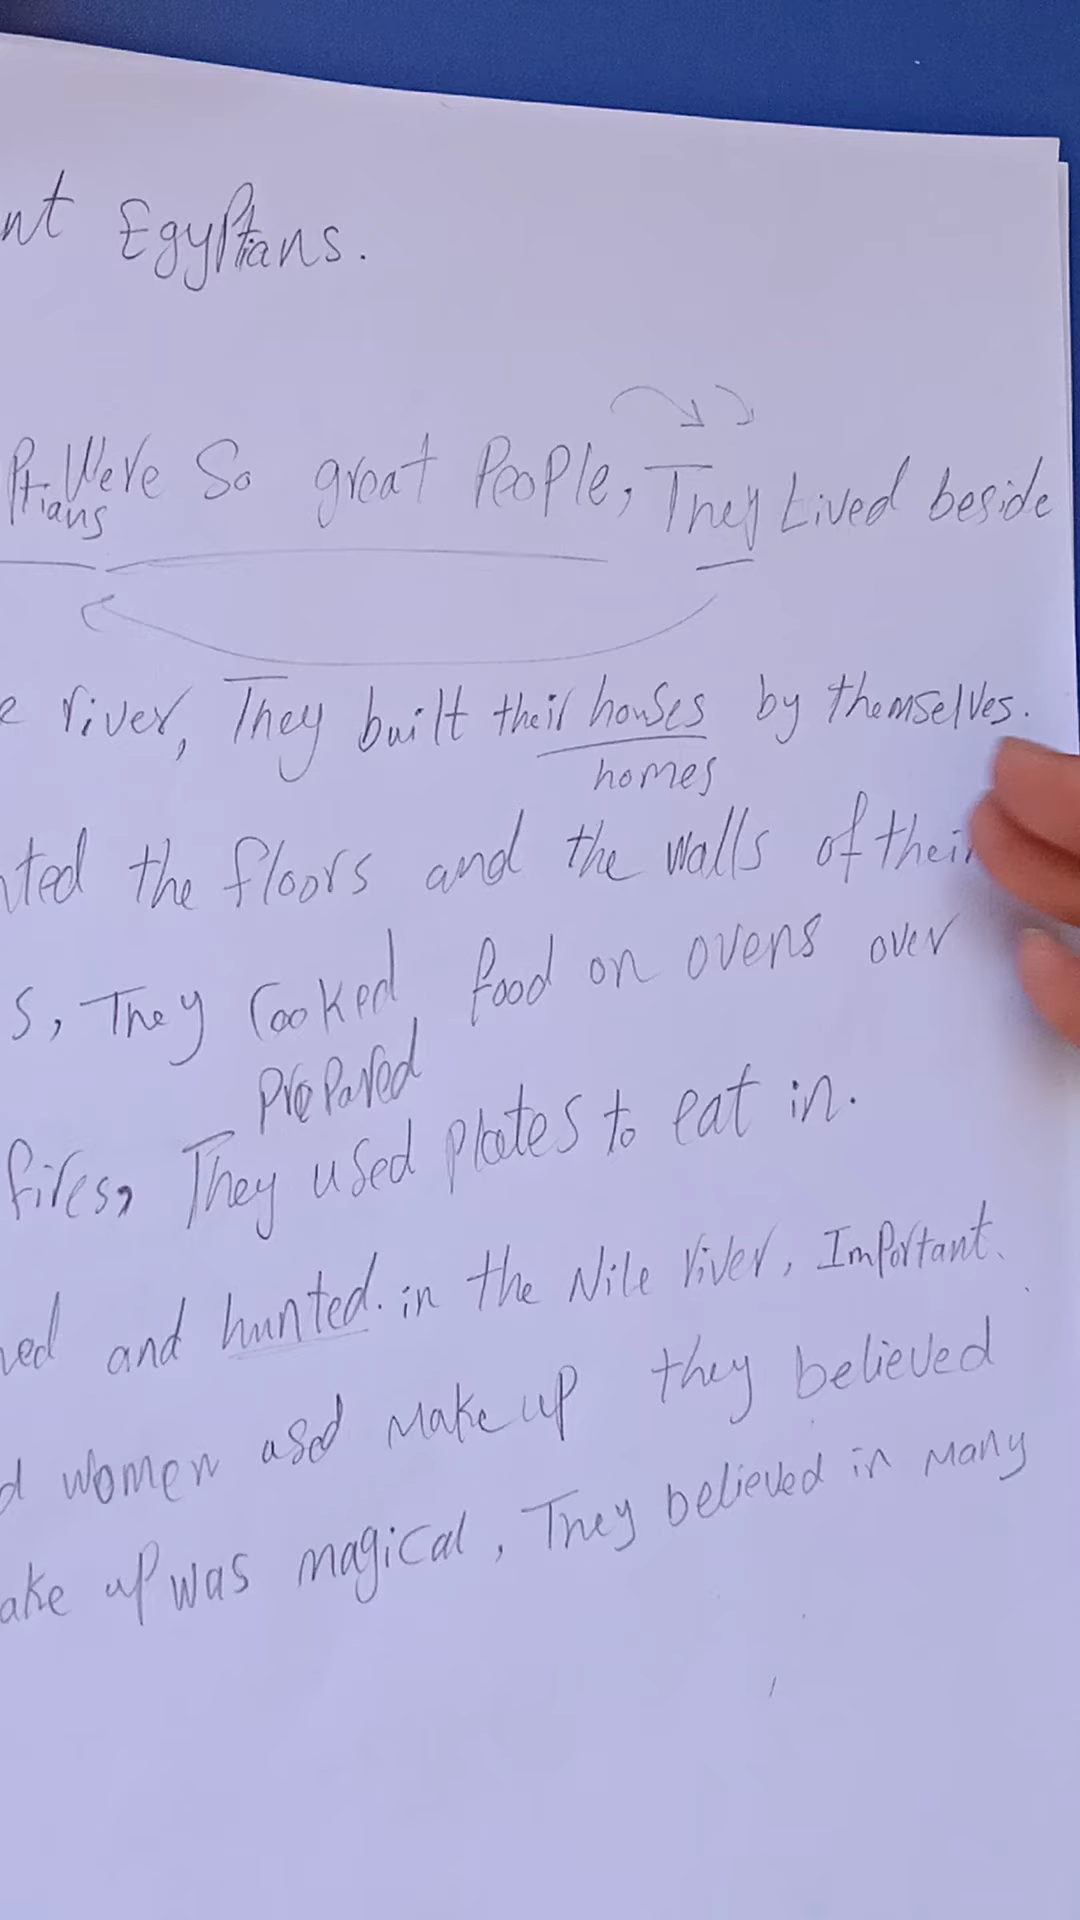 nt Egyptians.
Ptians Were So great People, They Lived beside
e river, They built their houses by themselves.
homes
nted the floors and the walls of their
s, They Cooked food on ovens over
prepared
fires, They used plates to eat in.
ned and hunted. in the Nile river, Important.
d women used make up they believed
ake up was magical, They believed in many